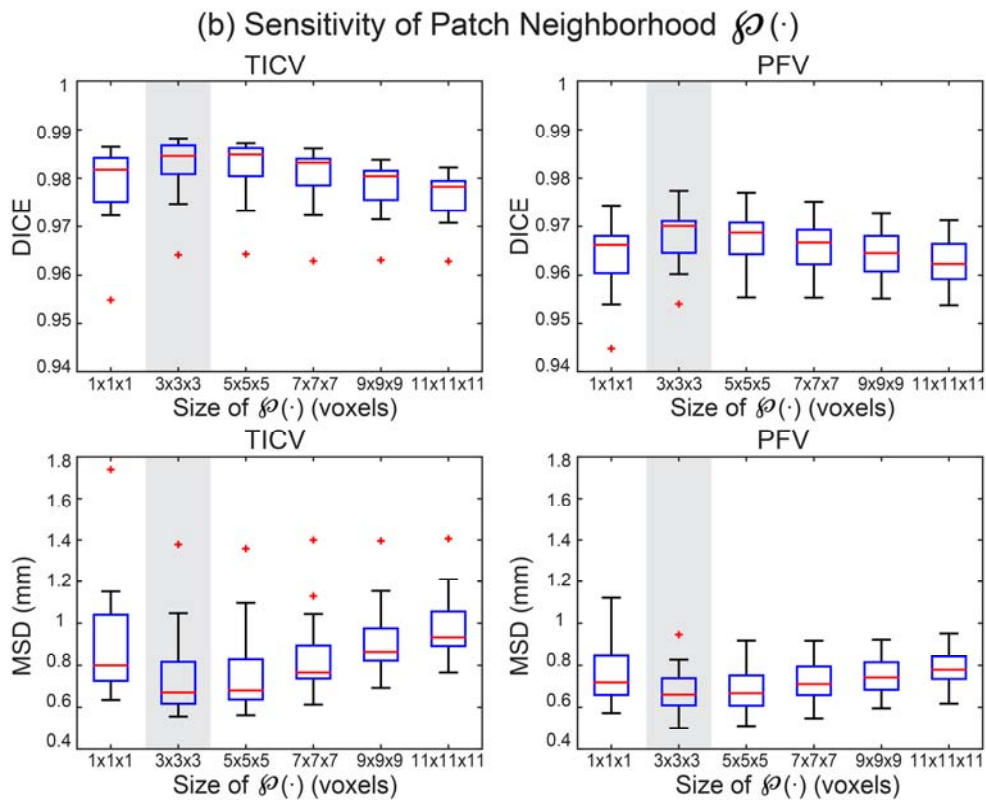 (b) Sensitivity of Patch Neighborhood ℘(·)
TICV
DICE
1
0.99
0.98
0.97
0.96
0.95
0.94
1x1x1 3x3x3 5x5x5 7x7x7 9x9x9 11x11x11
Size of ℘(·) (voxels)
PFV
DICE
1
0.99
0.98
0.97
0.96
0.95
0.94
1x1x1 3x3x3 5x5x5 7x7x7 9x9x9 11x11x11
Size of ℘(·) (voxels)
TICV
MSD (mm)
1.8
1.6
1.4
1.2
1
0.8
0.6
0.4
1x1x1 3x3x3 5x5x5 7x7x7 9x9x9 11x11x11
Size of ℘(·) (voxels)
PFV
MSD (mm)
1.8
1.6
1.4
1.2
1
0.8
0.6
0.4
1x1x1 3x3x3 5x5x5 7x7x7 9x9x9 11x11x11
Size of ℘(·) (voxels)